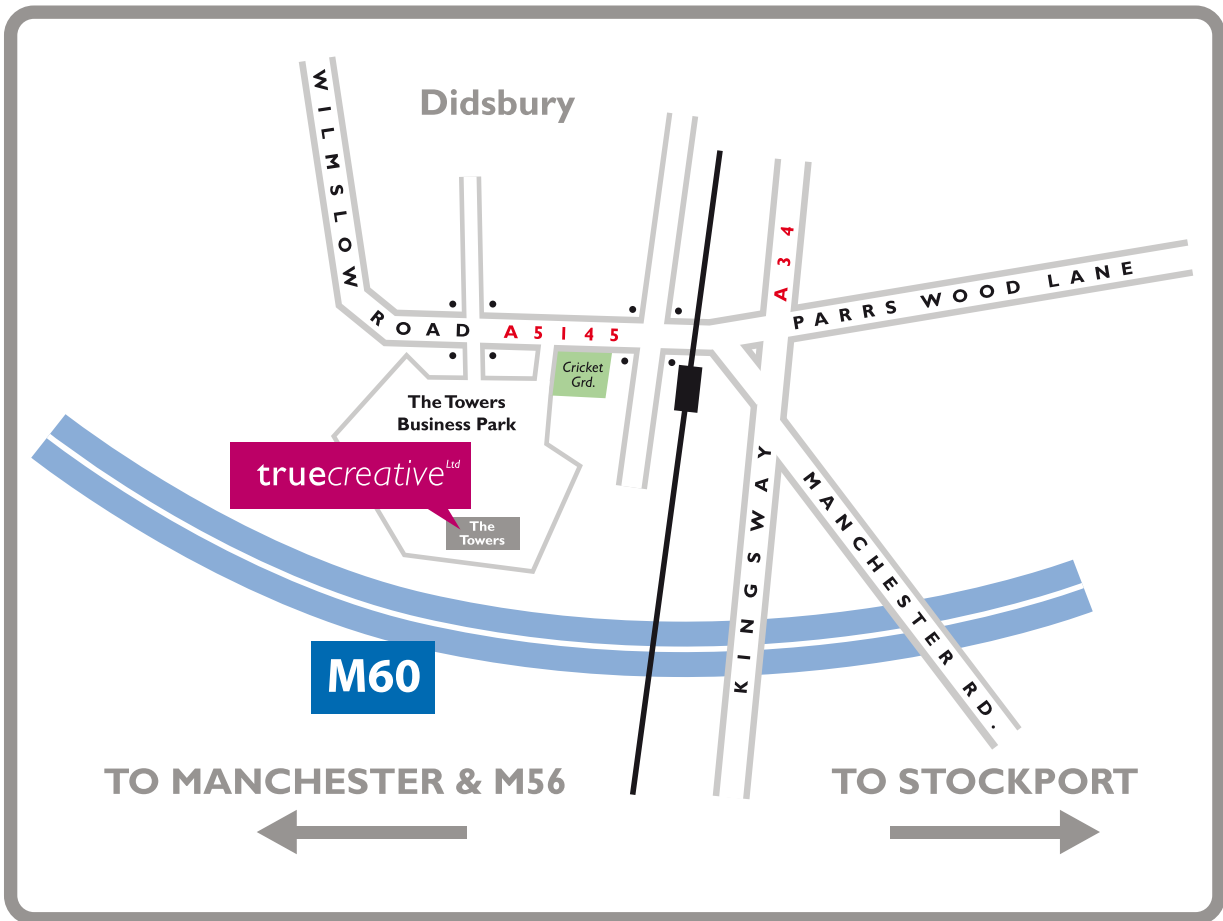 Didsbury
WILMSLOW
ROAD
A5145
A34
PARRS WOOD LANE
Cricket
Grd.
The Towers
Business Park
truecreative Ltd
The
Towers
KINGSWAY
MANCHESTER RD.
M60
TO MANCHESTER & M56
TO STOCKPORT